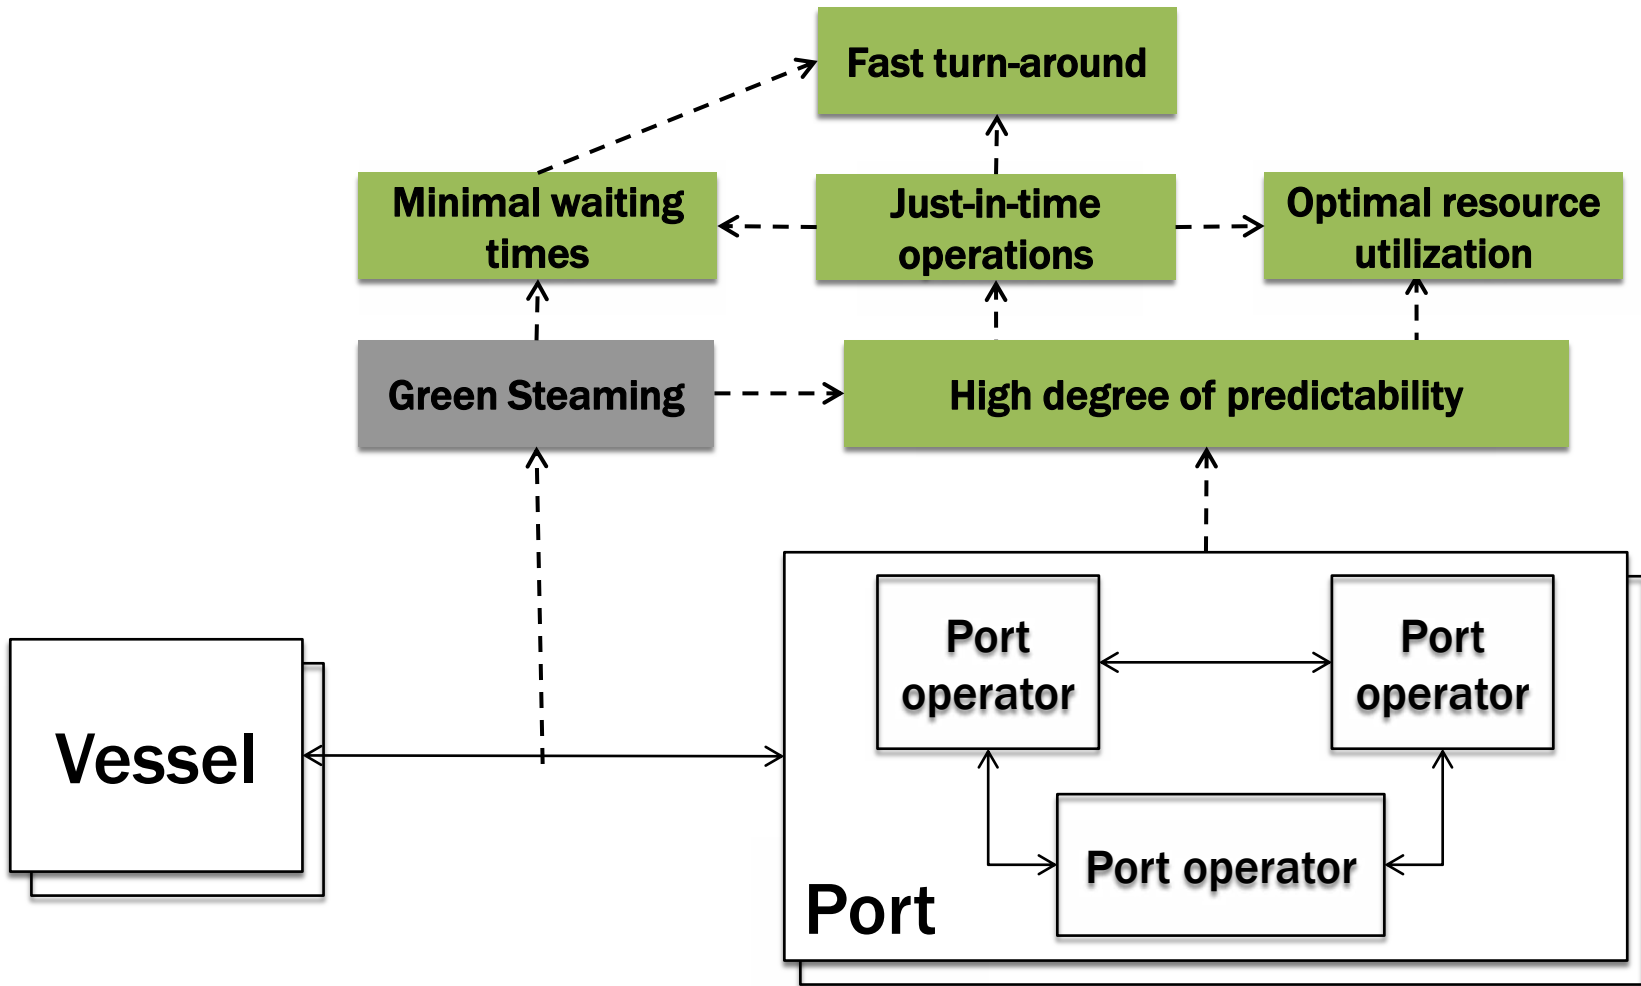 Fast turn-around
Minimal waiting
times
Just-in-time
operations
Optimal resource
utilization
Green Steaming
High degree of predictability
Vessel
Port
operator
Port
operator
Port operator
Port